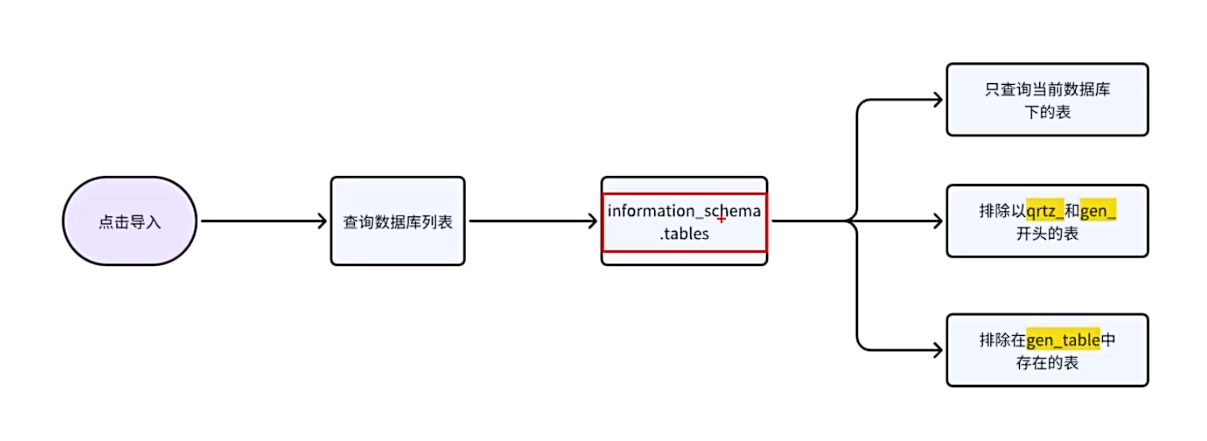 点击导入
查询数据库列表
information_schema
.tables
只查询当前数据库
下的表
排除以qrtz_和gen_
开头的表
排除在gen_table中
存在的表